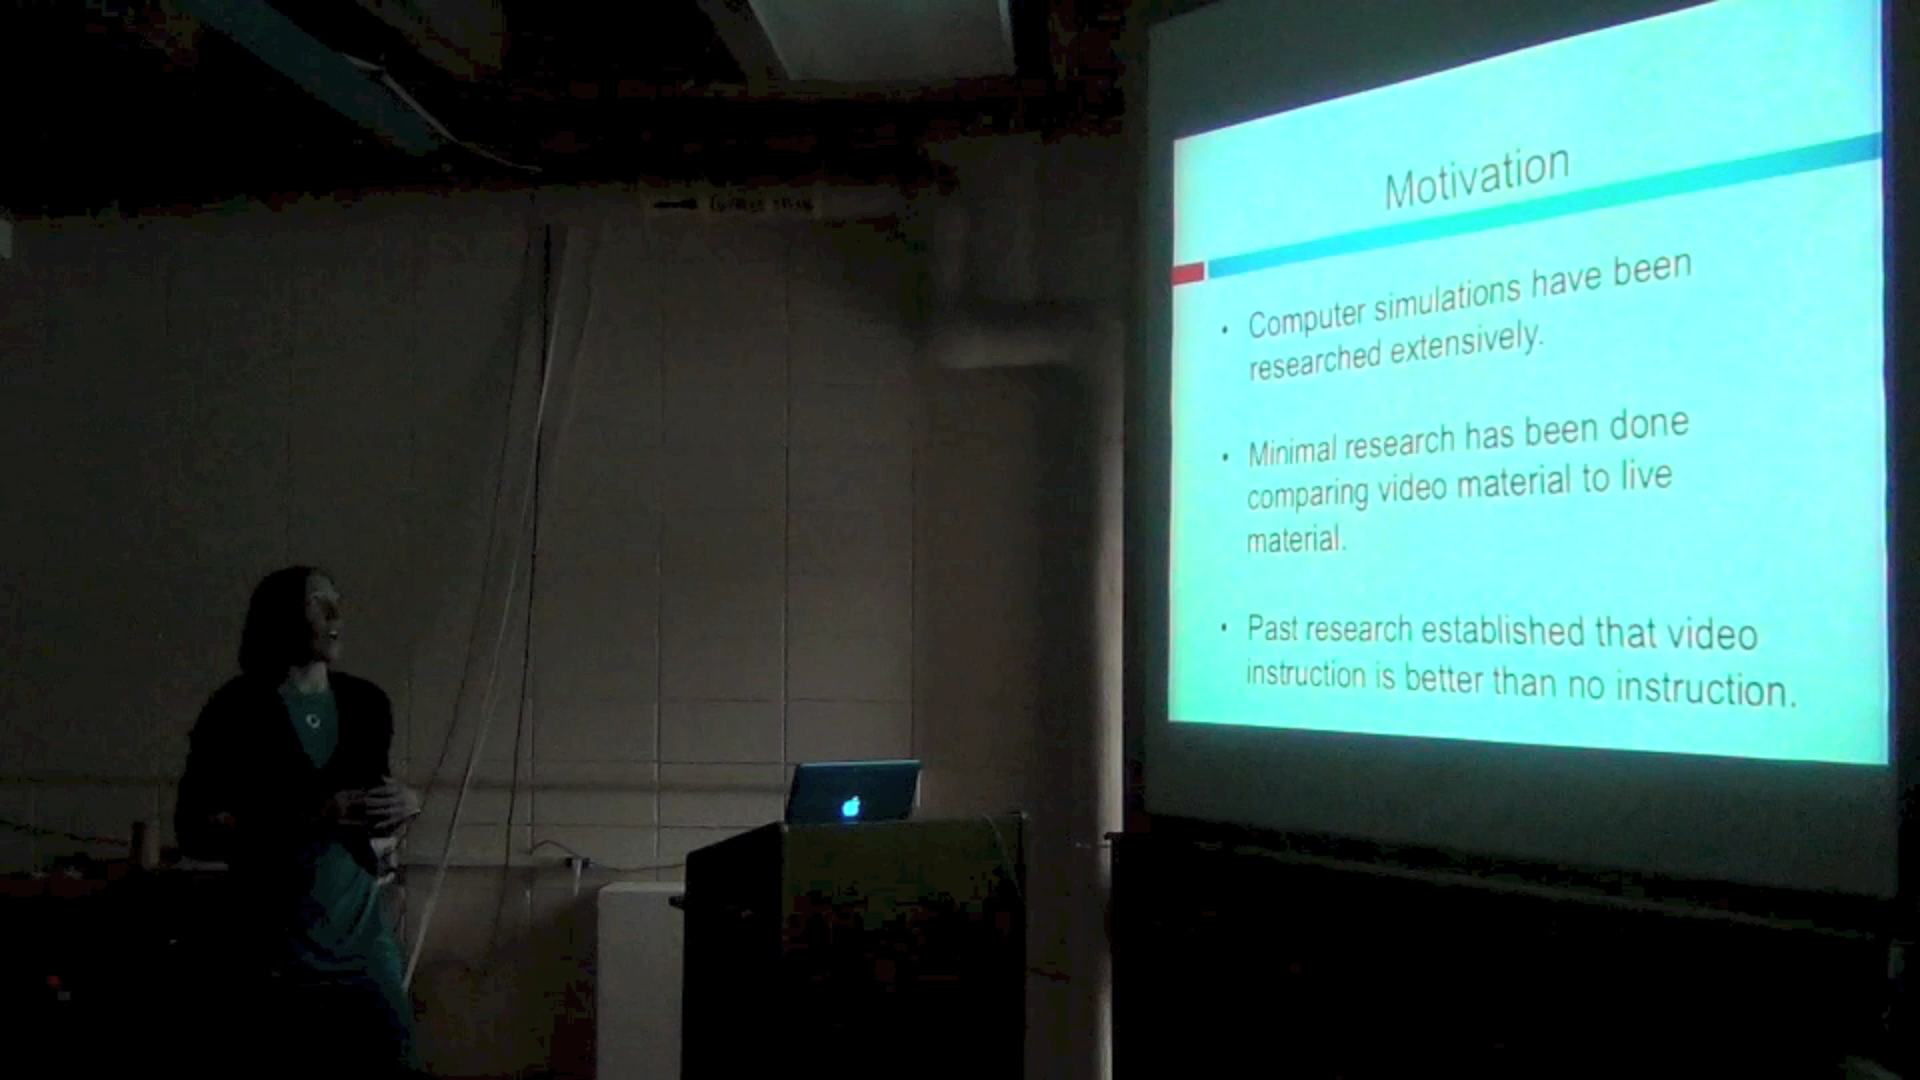 Motivation
• Computer simulations have been
researched extensively.
• Minimal research has been done
comparing video material to live
material.
• Past research established that video
instruction is better than no instruction.